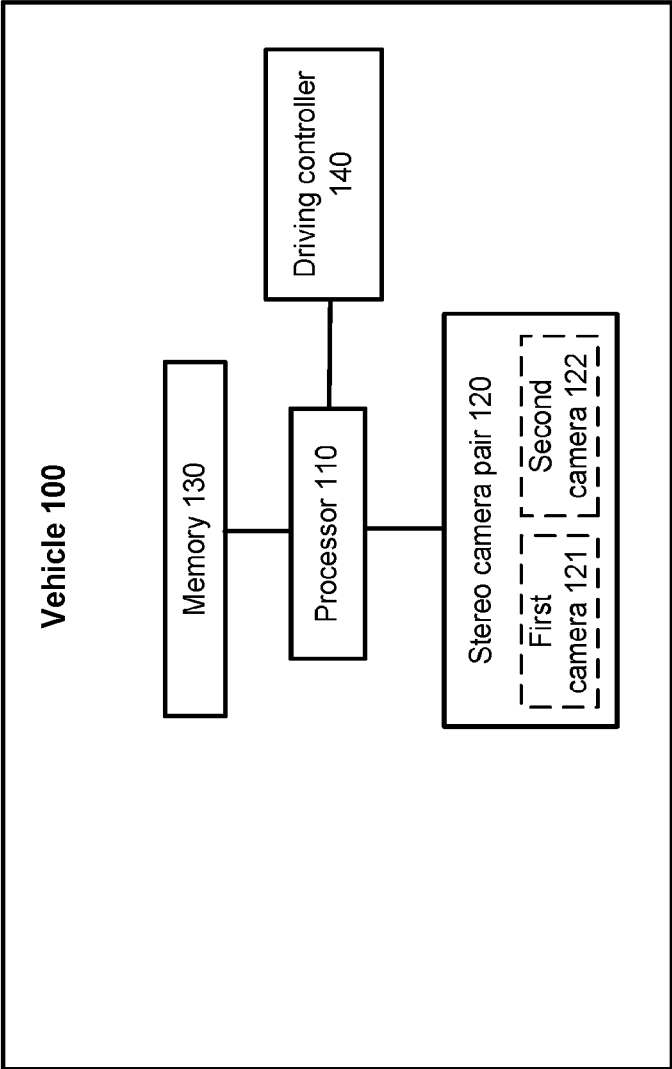 Vehicle 100
Memory 130
Processor 110
Driving controller
140
Stereo camera pair 120
First
camera 121
Second
camera 122